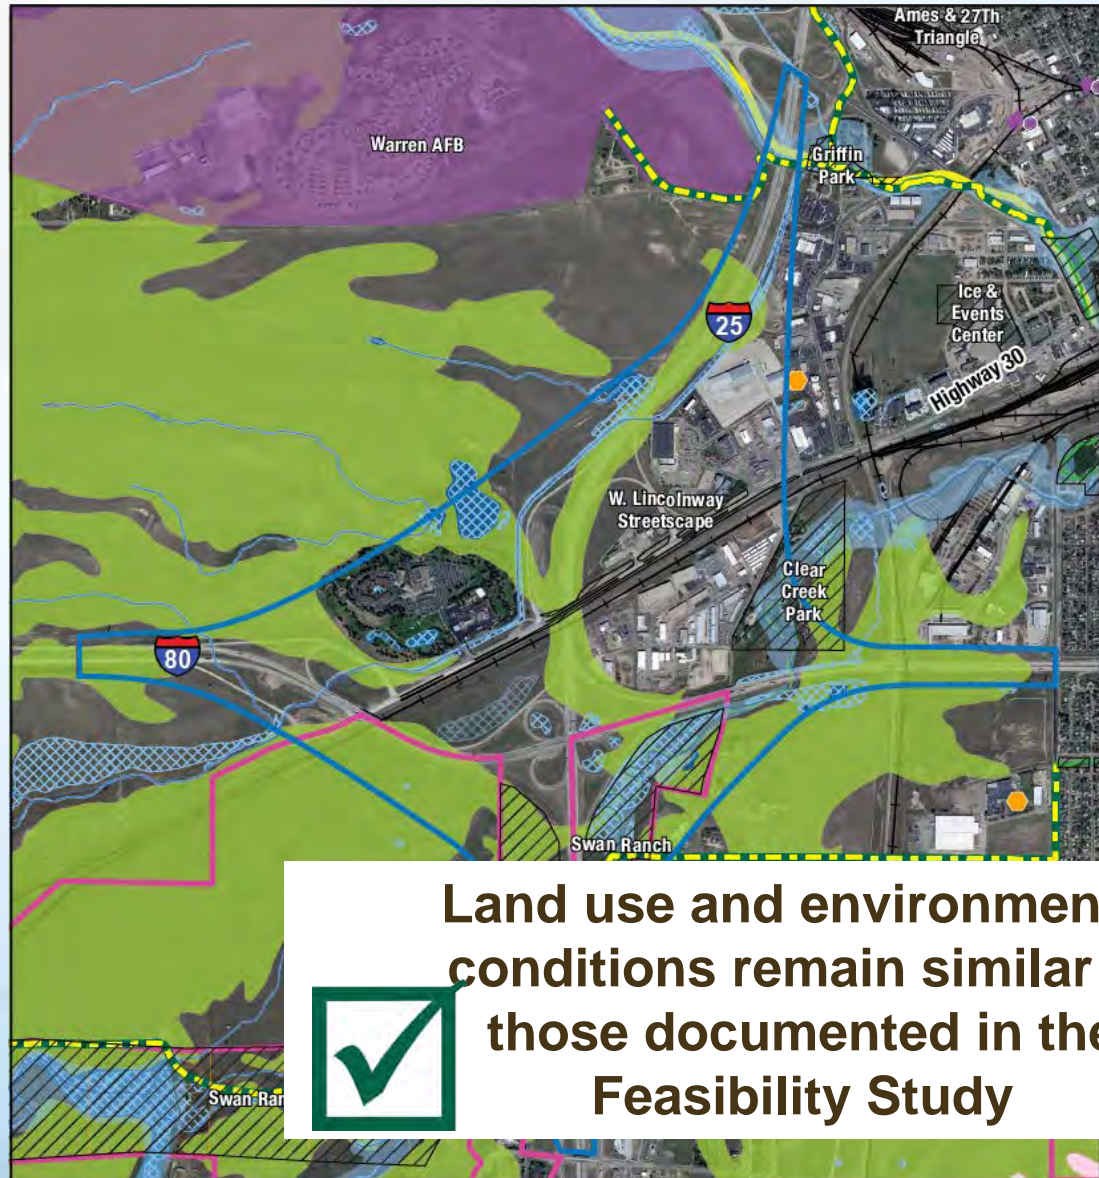 Ames & 27Th
Triangle
Warren AFB
Griffin
Park
Ice &
Events
Center
25
Highway 30
W. Lincolnway
Streetscape
Clear
Creek
Park
80
Swan Ranch
Land use and environmen
conditions remain similar
those documented in the
Feasibility Study
Swan Ran